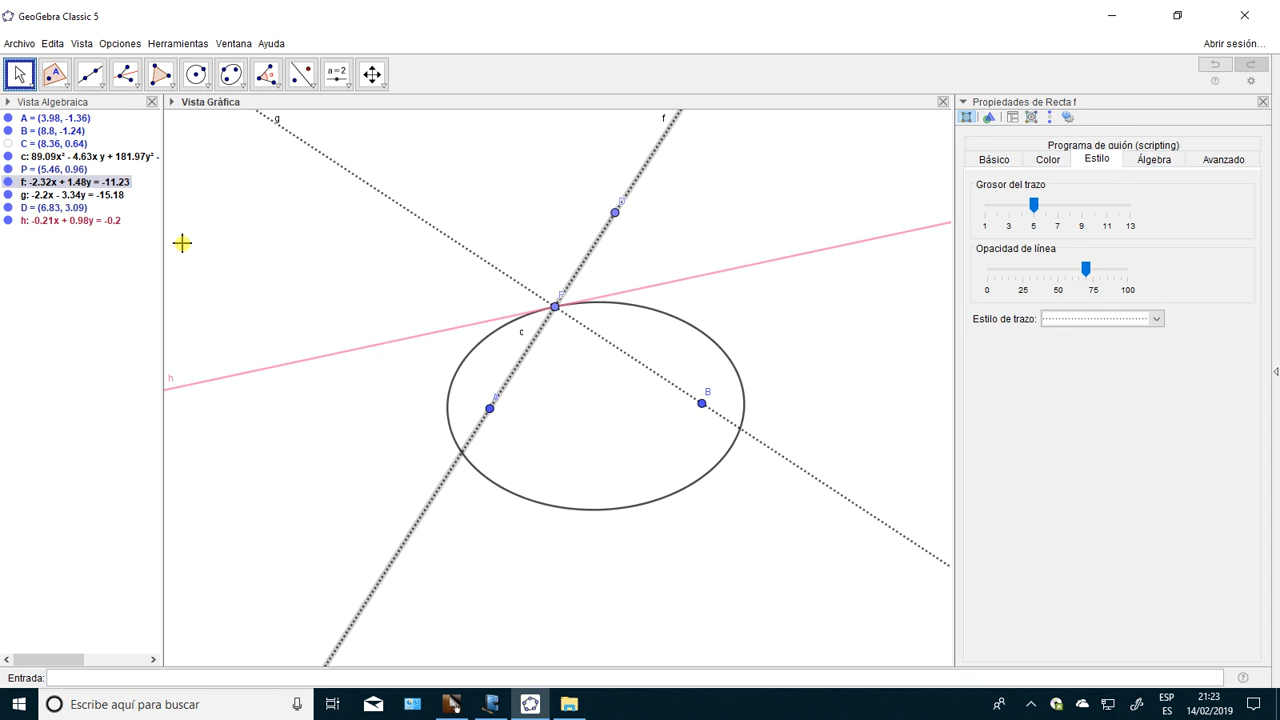 GeoGebra Classic 5
Archivo Edita Vista Opciones Herramientas Ventana Ayuda
Abrir sesión...
A
a=2
Vista Algebraica
Vista Gráfica
Propiedades de Recta f
A = (3.98, -1.36)
B = (8.8, -1.24)
C = (8.36, 0.64)
c: 89.09x² - 4.63x y + 181.97y² -
P = (5.46, 0.96)
f: -2.32x + 1.48y = -11.23
g: -2.2x - 3.34y = -15.18
D = (6.83, 3.09)
h: -0.21x + 0.98y = -0.2
g
f
D
P
c
h
A
B
Programa de guión (scripting)
Básico Color Estilo Álgebra Avanzado
Grosor del trazo
1 3 5 7 9 11 13
Opacidad de línea
0 25 50 75 100
Estilo de trazo:
Entrada:
Escribe aquí para buscar
ESP
ES
21:23
14/02/2019